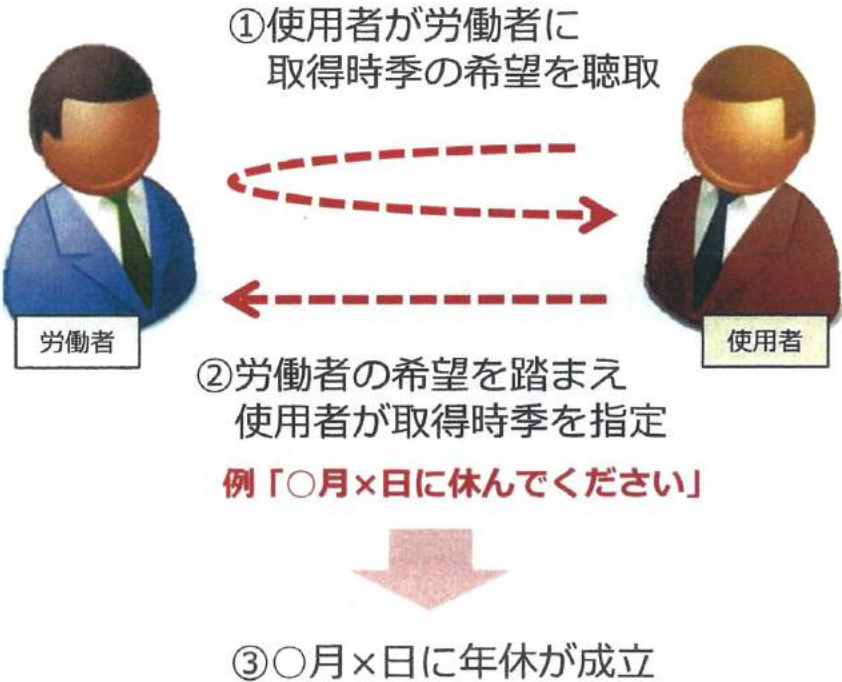 ①使用者が労働者に
取得時季の希望を聴取
労働者
使用者
②労働者の希望を踏まえ
使用者が取得時季を指定
例「○月×日に休んでください」
③○月×日に年休が成立